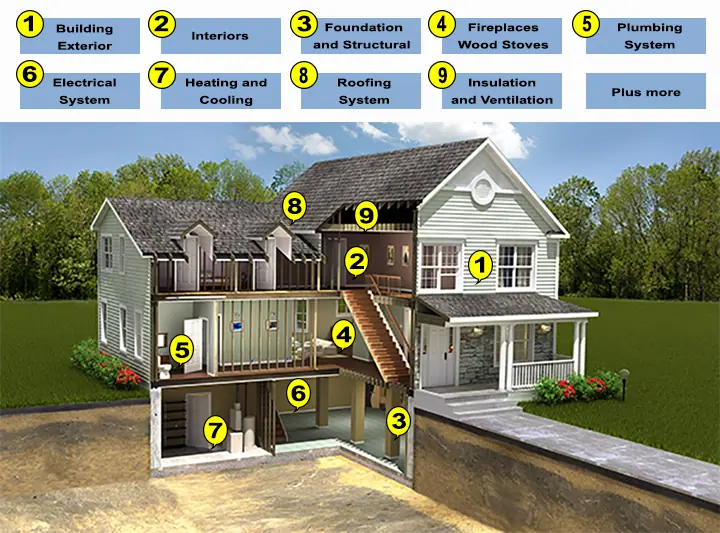 1 Building Exterior
2 Interiors
3 Foundation and Structural
4 Fireplaces Wood Stoves
5 Plumbing System
6 Electrical System
7 Heating and Cooling
8 Roofing System
9 Insulation and Ventilation
Plus more
8
9
2
1
4
5
6
3
7